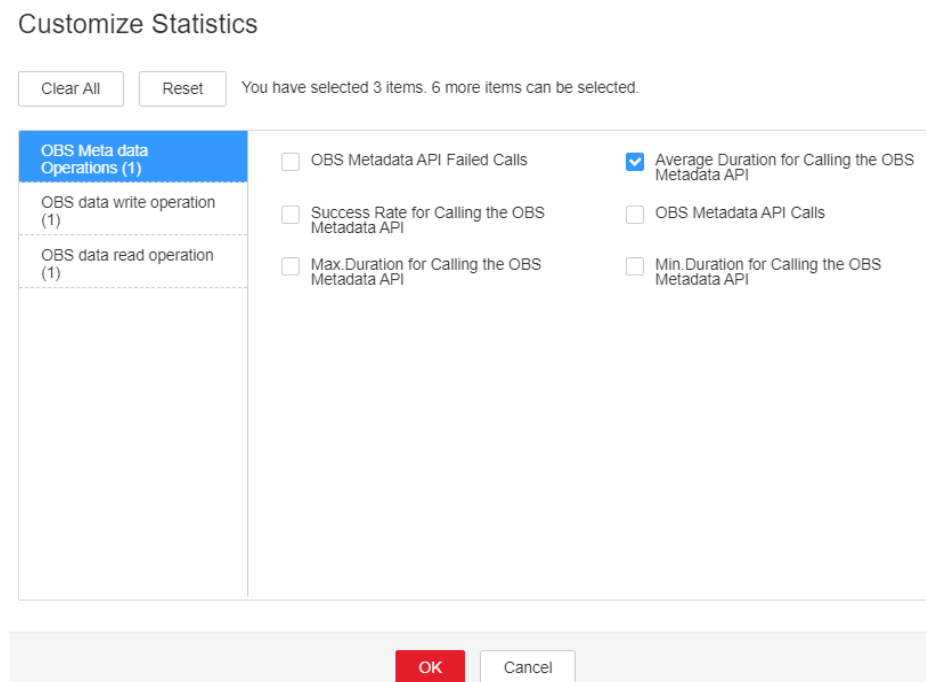 Customize Statistics
Clear All
Reset
You have selected 3 items. 6 more items can be selected.
OBS Meta data
Operations (1)
OBS data write operation
(1)
OBS data read operation
(1)
OBS Metadata API Failed Calls
Average Duration for Calling the OBS
Metadata API
Success Rate for Calling the OBS
Metadata API
OBS Metadata API Calls
Max.Duration for Calling the OBS
Metadata API
Min.Duration for Calling the OBS
Metadata API
OK
Cancel